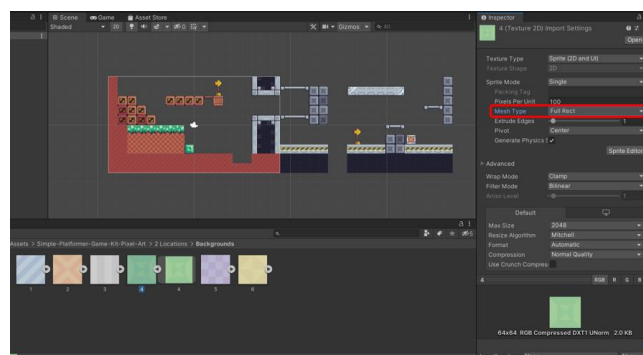 Scene Game Asset Store
Shaded 2D Gizmos All
Inspector
4 (Texture 2D) Import Settings
Open
Texture Type Sprite (2D and UI)
Texture Shape 2D
Sprite Mode Single
Packing Tag
Pixels Per Unit 100
Mesh Type Full Rect
Extrude Edges 1
Pivot Center
Generate Physics S
Sprite Editor
Advanced
Wrap Mode Clamp
Filter Mode Bilinear
Aniso Level 1
Default
Max Size 2048
Resize Algorithm Mitchell
Format Automatic
Compression Normal Quality
Use Crunch Compres
Assets > Simple-Platformer-Game-Kit-Pixel-Art > 2 Locations > Backgrounds
1 2 3 4 4 5 6
4 RGB R G B
64x64 RGB Compressed DXT1 UNorm 2.0 KB